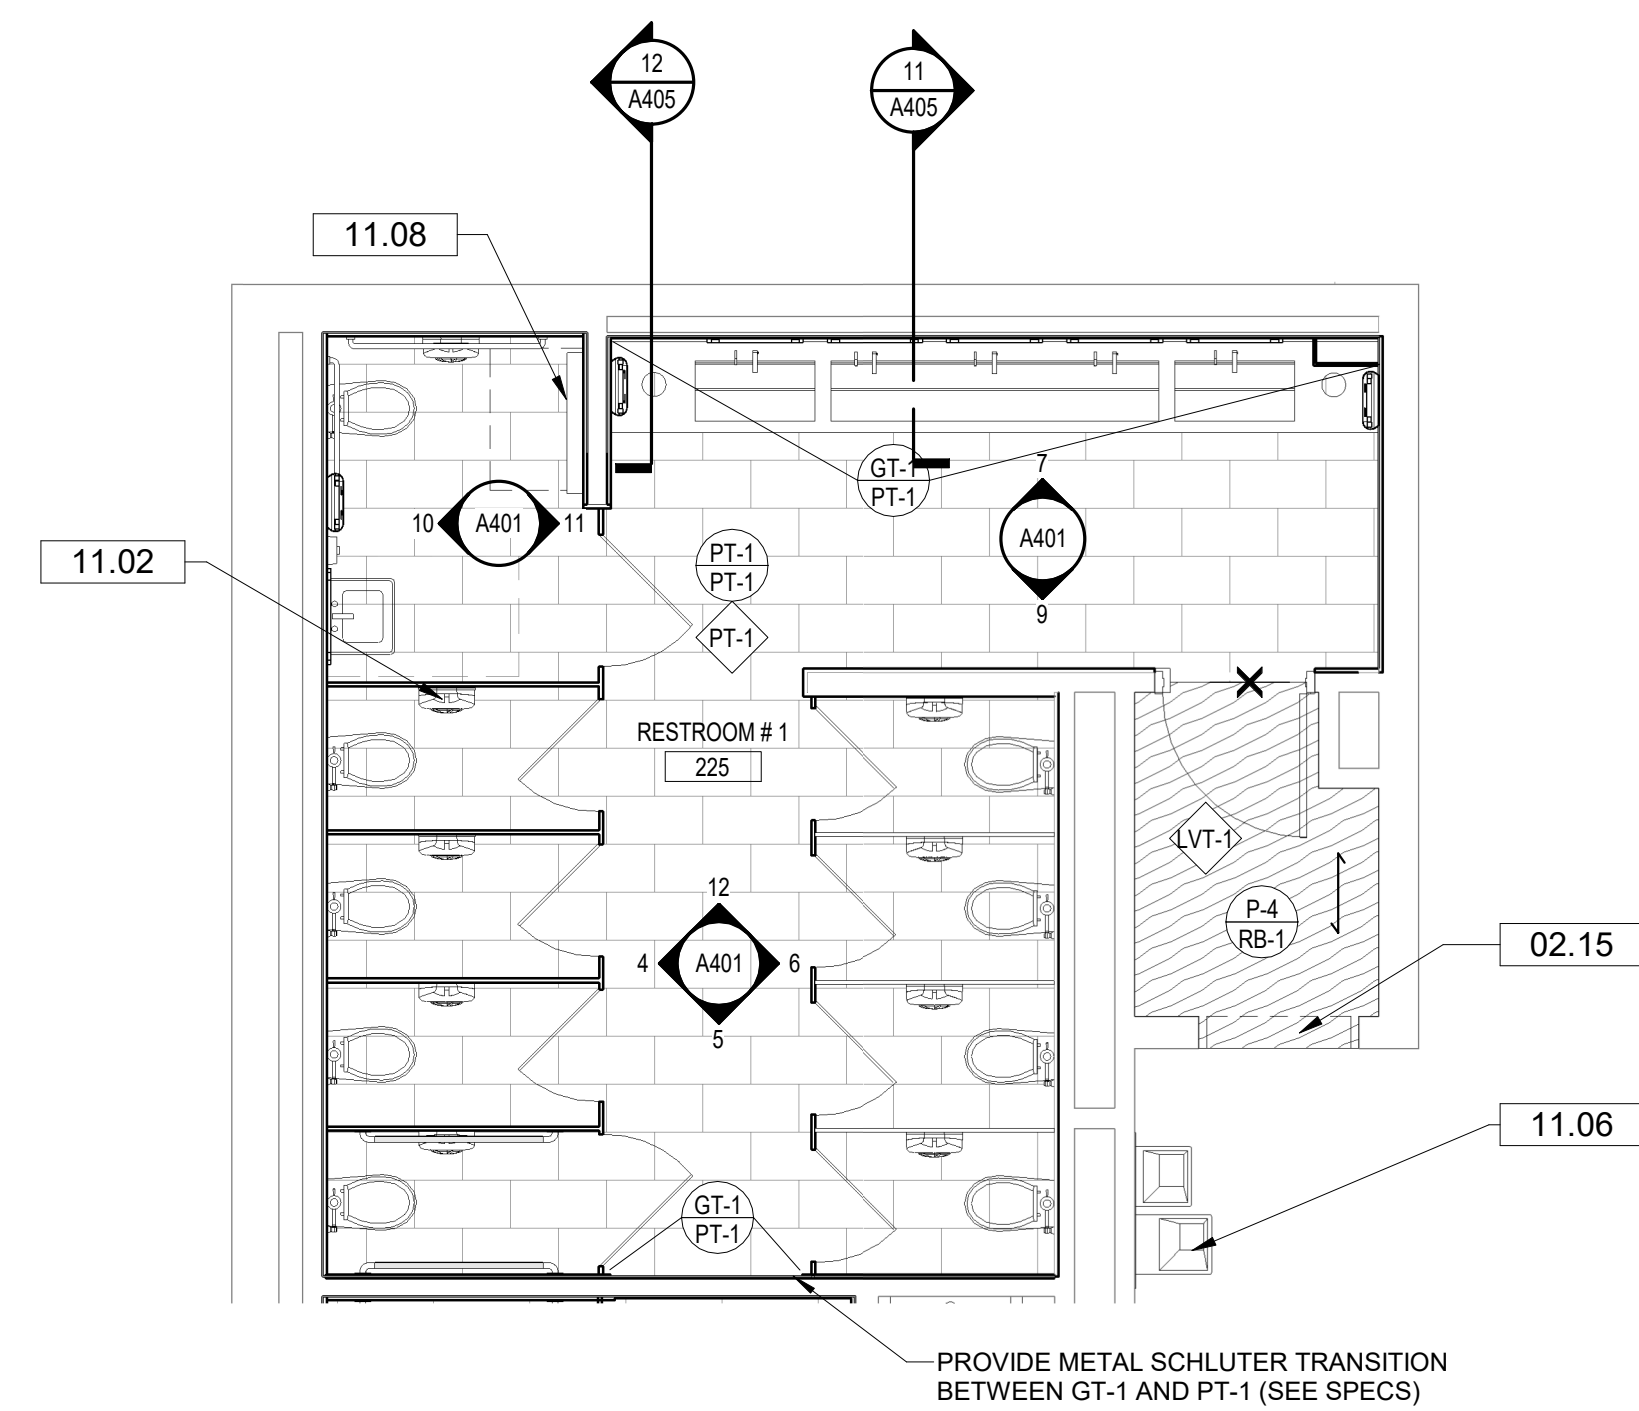 12
A405
11
A405
11.08
GT-1
PT-1
7
A401
9
10
A401
11
11.02
PT-1
PT-1
PT-1
RESTROOM # 1
225
LVT-1
P-4
RB-1
12
4
A401
6
5
02.15
11.06
GT-1
PT-1
PROVIDE METAL SCHLUTER TRANSITION
BETWEEN GT-1 AND PT-1 (SEE SPECS)